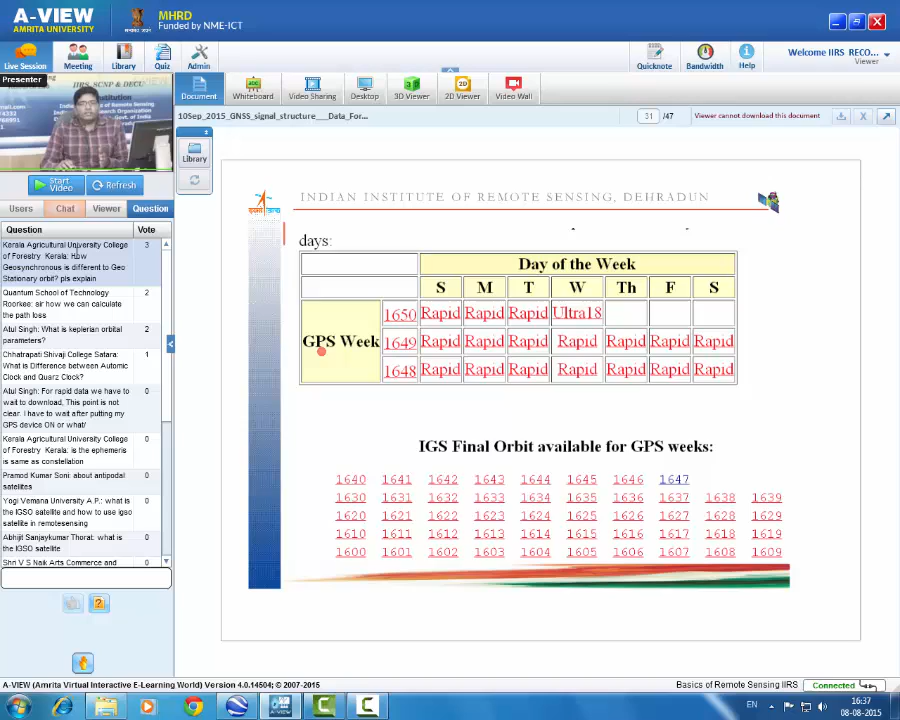 A-VIEW
AMRITA UNIVERSITY
MHRD
Funded by NME-ICT
Live Session
Meeting
Library
Quiz
Admin
Quicknote
Bandwidth
Help
Welcome IIRS RECO...
Viewer
Presenter
Document
Whiteboard
Video Sharing
Desktop
3D Viewer
2D Viewer
Video Wall
10Sep_2015_GNSS_signal_structure___Data_For...
31 /47
Viewer cannot download this document
Library
Start Video
Refresh
Users Chat Viewer Question
Question Vote
Kerala Agricultural University College 3
of Forestry Kerala: How
Geosynchronous is different to Geo
Stationary orbit? pls explain
Quantum School of Technology 2
Roorkee: air how we can calculate
the path loss
Atul Singh: What is keplerian orbital 2
parameters?
Chhatrapati Shivaji College Satara: 1
What is Difference between Automic
Clock and Quarz Clock?
Atul Singh: For rapid data we have to 0
wait to download, This point is not
clear. I have to wait after putting my
GPS device ON or what/
Kerala Agricultural University College 0
of Forestry Kerala: is the ephemeris
is same as constellation
Pramod Kumar Soni: about antipodal 0
satelites
Yogi Vemana University A.P.: what is 0
the IGSO satellite and how to use igso
satellite in remotesensing
Abhijit Sanjaykumar Thorat: what is 0
the IGSO satellite
Shri V S Naik Arts Commerce and 0
INDIAN INSTITUTE OF REMOTE SENSING, DEHRADUN
days:
Day of the Week
S M T W Th F S
GPS Week
1650 Rapid Rapid Rapid Ultra18
1649 Rapid Rapid Rapid Rapid Rapid Rapid Rapid
1648 Rapid Rapid Rapid Rapid Rapid Rapid Rapid
IGS Final Orbit available for GPS weeks:
1640 1641 1642 1643 1644 1645 1646 1647
1630 1631 1632 1633 1634 1635 1636 1637 1638 1639
1620 1621 1622 1623 1624 1625 1626 1627 1628 1629
1610 1611 1612 1613 1614 1615 1616 1617 1618 1619
1600 1601 1602 1603 1604 1605 1606 1607 1608 1609
A-VIEW (Amrita Virtual Interactive E-Learning World) Version 4.0.14504; © 2007-2015
Basics of Remote Sensing IIRS
Connected
EN
16:37
08-08-2015